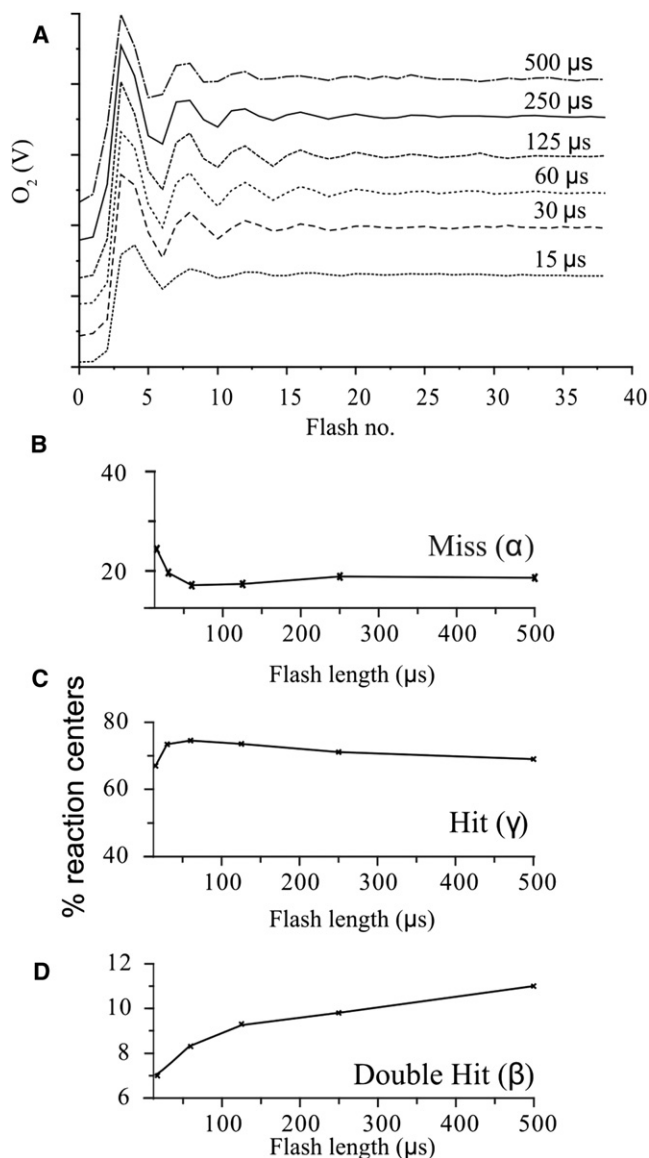 A
500 µs
250 µs
125 µs
60 µs
30 µs
15 µs
O₂ (V)
0 5 10 15 20 25 30 35 40
Flash no.
B
40
20
Miss (α)
100 200 300 400 500
Flash length (µs)
C
% reaction centers
80
60
40
Hit (γ)
100 200 300 400 500
Flash length (µs)
D
12
10
8
6
Double Hit (β)
100 200 300 400 500
Flash length (µs)